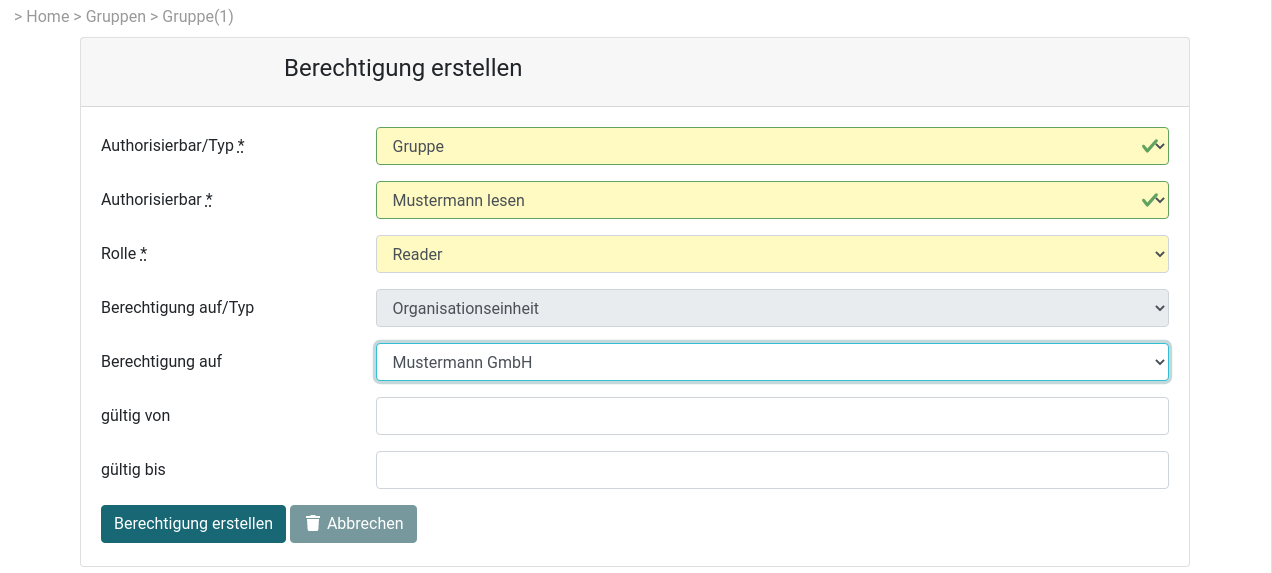 > Home > Gruppen > Gruppe(1)
Berechtigung erstellen
Authorisierbar/Typ * Gruppe
Authorisierbar * Mustermann lesen
Rolle * Reader
Berechtigung auf/Typ Organisationseinheit
Berechtigung auf Mustermann GmbH
gültig von
gültig bis
Berechtigung erstellen Abbrechen